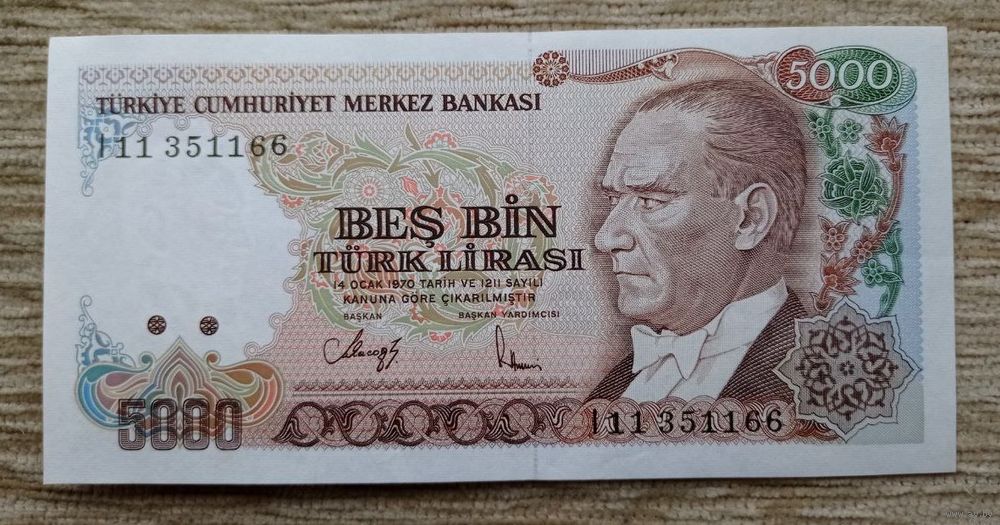 5000
TÜRKİYE CUMHURİYET MERKEZ BANKASI
I11 351166
BEŞ BİN
TÜRK LİRASI
14 OCAK 1970 TARİH VE 1211 SAYILI
KANUNA GÖRE ÇIKARILMIŞTIR
BAŞKAN BAŞKAN YARDIMCISI
5000
I11 351166